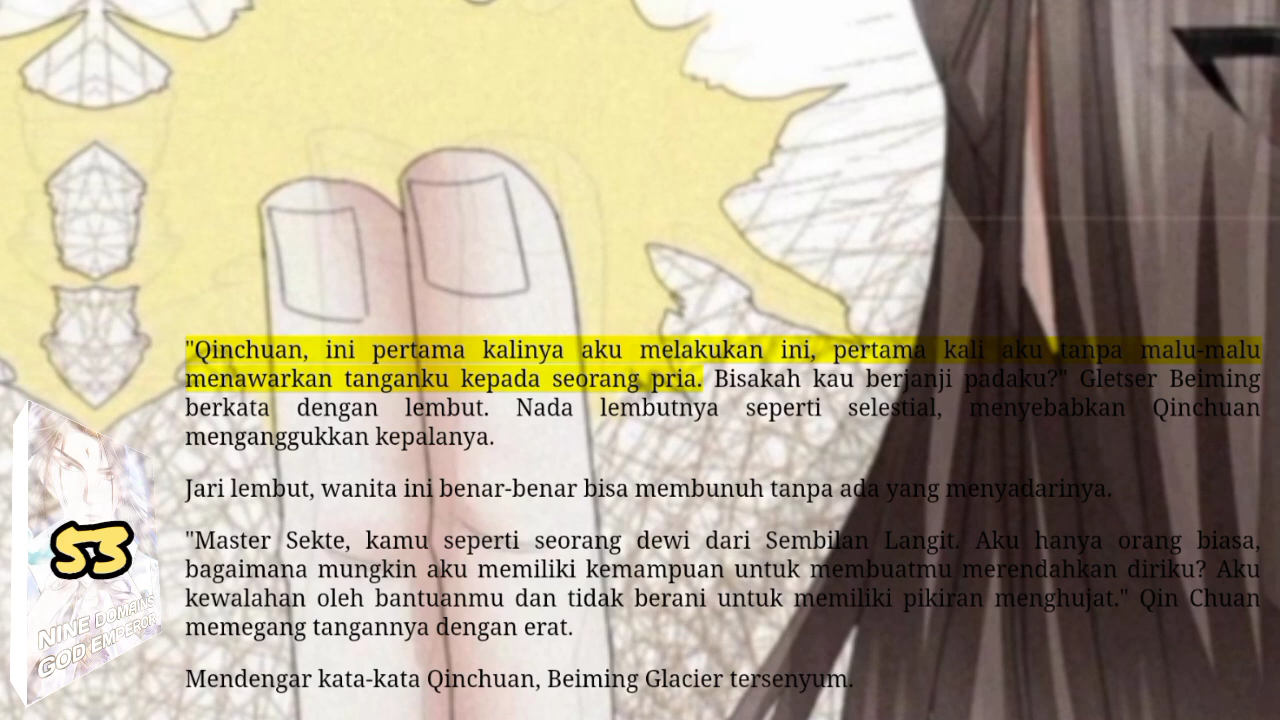 "Qinchuan, ini pertama kalinya aku melakukan ini, pertama kali aku tanpa malu-malu
menawarkan tanganku kepada seorang pria. Bisakah kau berjanji padaku?" Gletser Beiming
berkata dengan lembut. Nada lembutnya seperti selestial, menyebabkan Qinchuan
menganggukkan kepalanya.
Jari lembut, wanita ini benar-benar bisa membunuh tanpa ada yang menyadarinya.
"Master Sekte, kamu seperti seorang dewi dari Sembilan Langit. Aku hanya orang biasa,
bagaimana mungkin aku memiliki kemampuan untuk membuatmu merendahkan diriku? Aku
kewalahan oleh bantuanmu dan tidak berani untuk memiliki pikiran menghujat." Qin Chuan
memegang tangannya dengan erat.
Mendengar kata-kata Qinchuan, Beiming Glacier tersenyum.
53
NINE DOMAINS
GOD EMPEROR